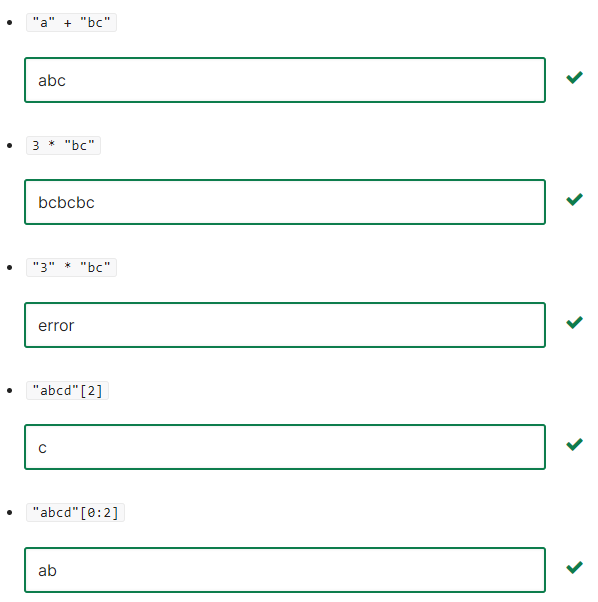 "a" + "bc"
abc
3 * "bc"
bcbcbc
"3" * "bc"
error
"abcd"[2]
c
"abcd"[0:2]
ab